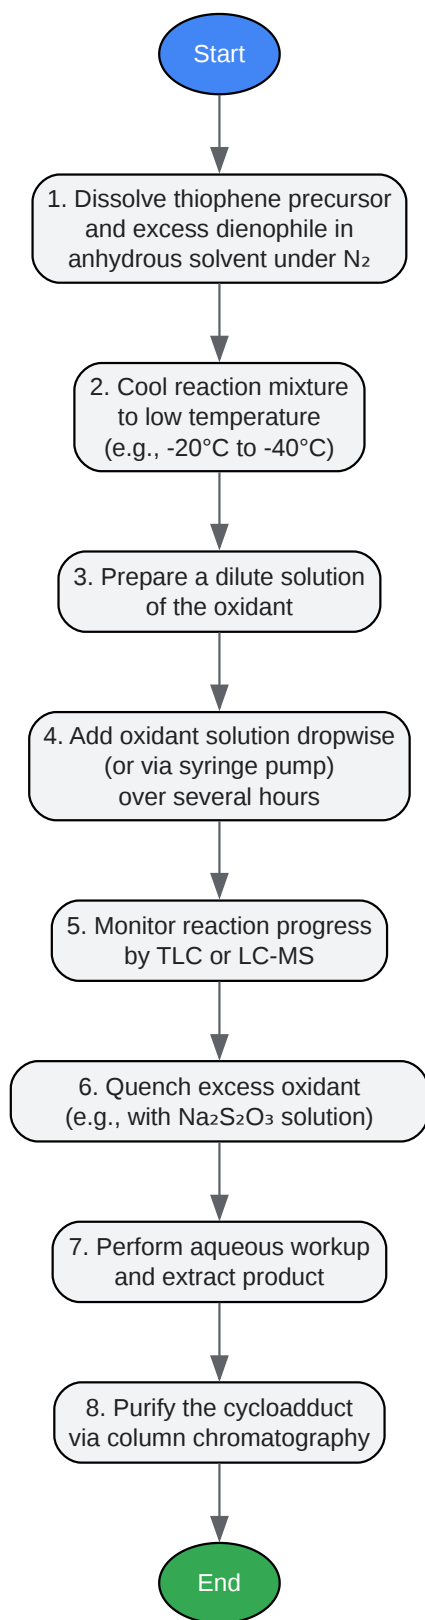 Start
1. Dissolve thiophene precursor
and excess dienophile in
anhydrous solvent under N₂
2. Cool reaction mixture
to low temperature
(e.g., -20°C to -40°C)
3. Prepare a dilute solution
of the oxidant
4. Add oxidant solution dropwise
(or via syringe pump)
over several hours
5. Monitor reaction progress
by TLC or LC-MS
6. Quench excess oxidant
(e.g., with Na₂S₂O₃ solution)
7. Perform aqueous workup
and extract product
8. Purify the cycloadduct
via column chromatography
End